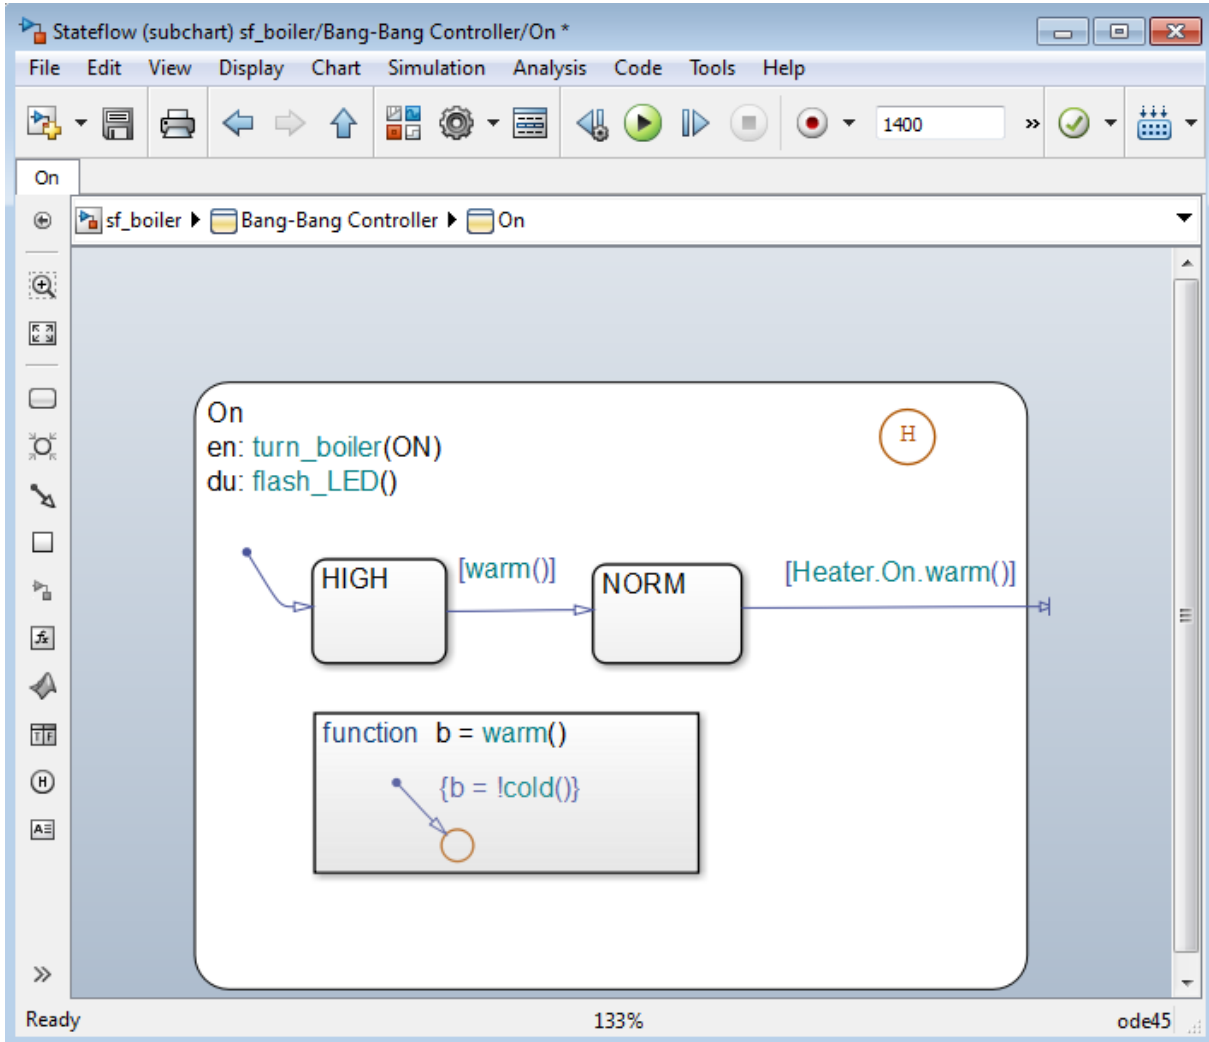 Stateflow (subchart) sf_boiler/Bang-Bang Controller/On *
File Edit View Display Chart Simulation Analysis Code Tools Help
1400 »
On
sf_boiler Bang-Bang Controller On
On
en: turn_boiler(ON)
du: flash_LED()
H
HIGH
[warm()]
NORM
[Heater.On.warm()]
function b = warm()
{b = !cold()}
fx
T F
H
A
»
Ready 133% ode45